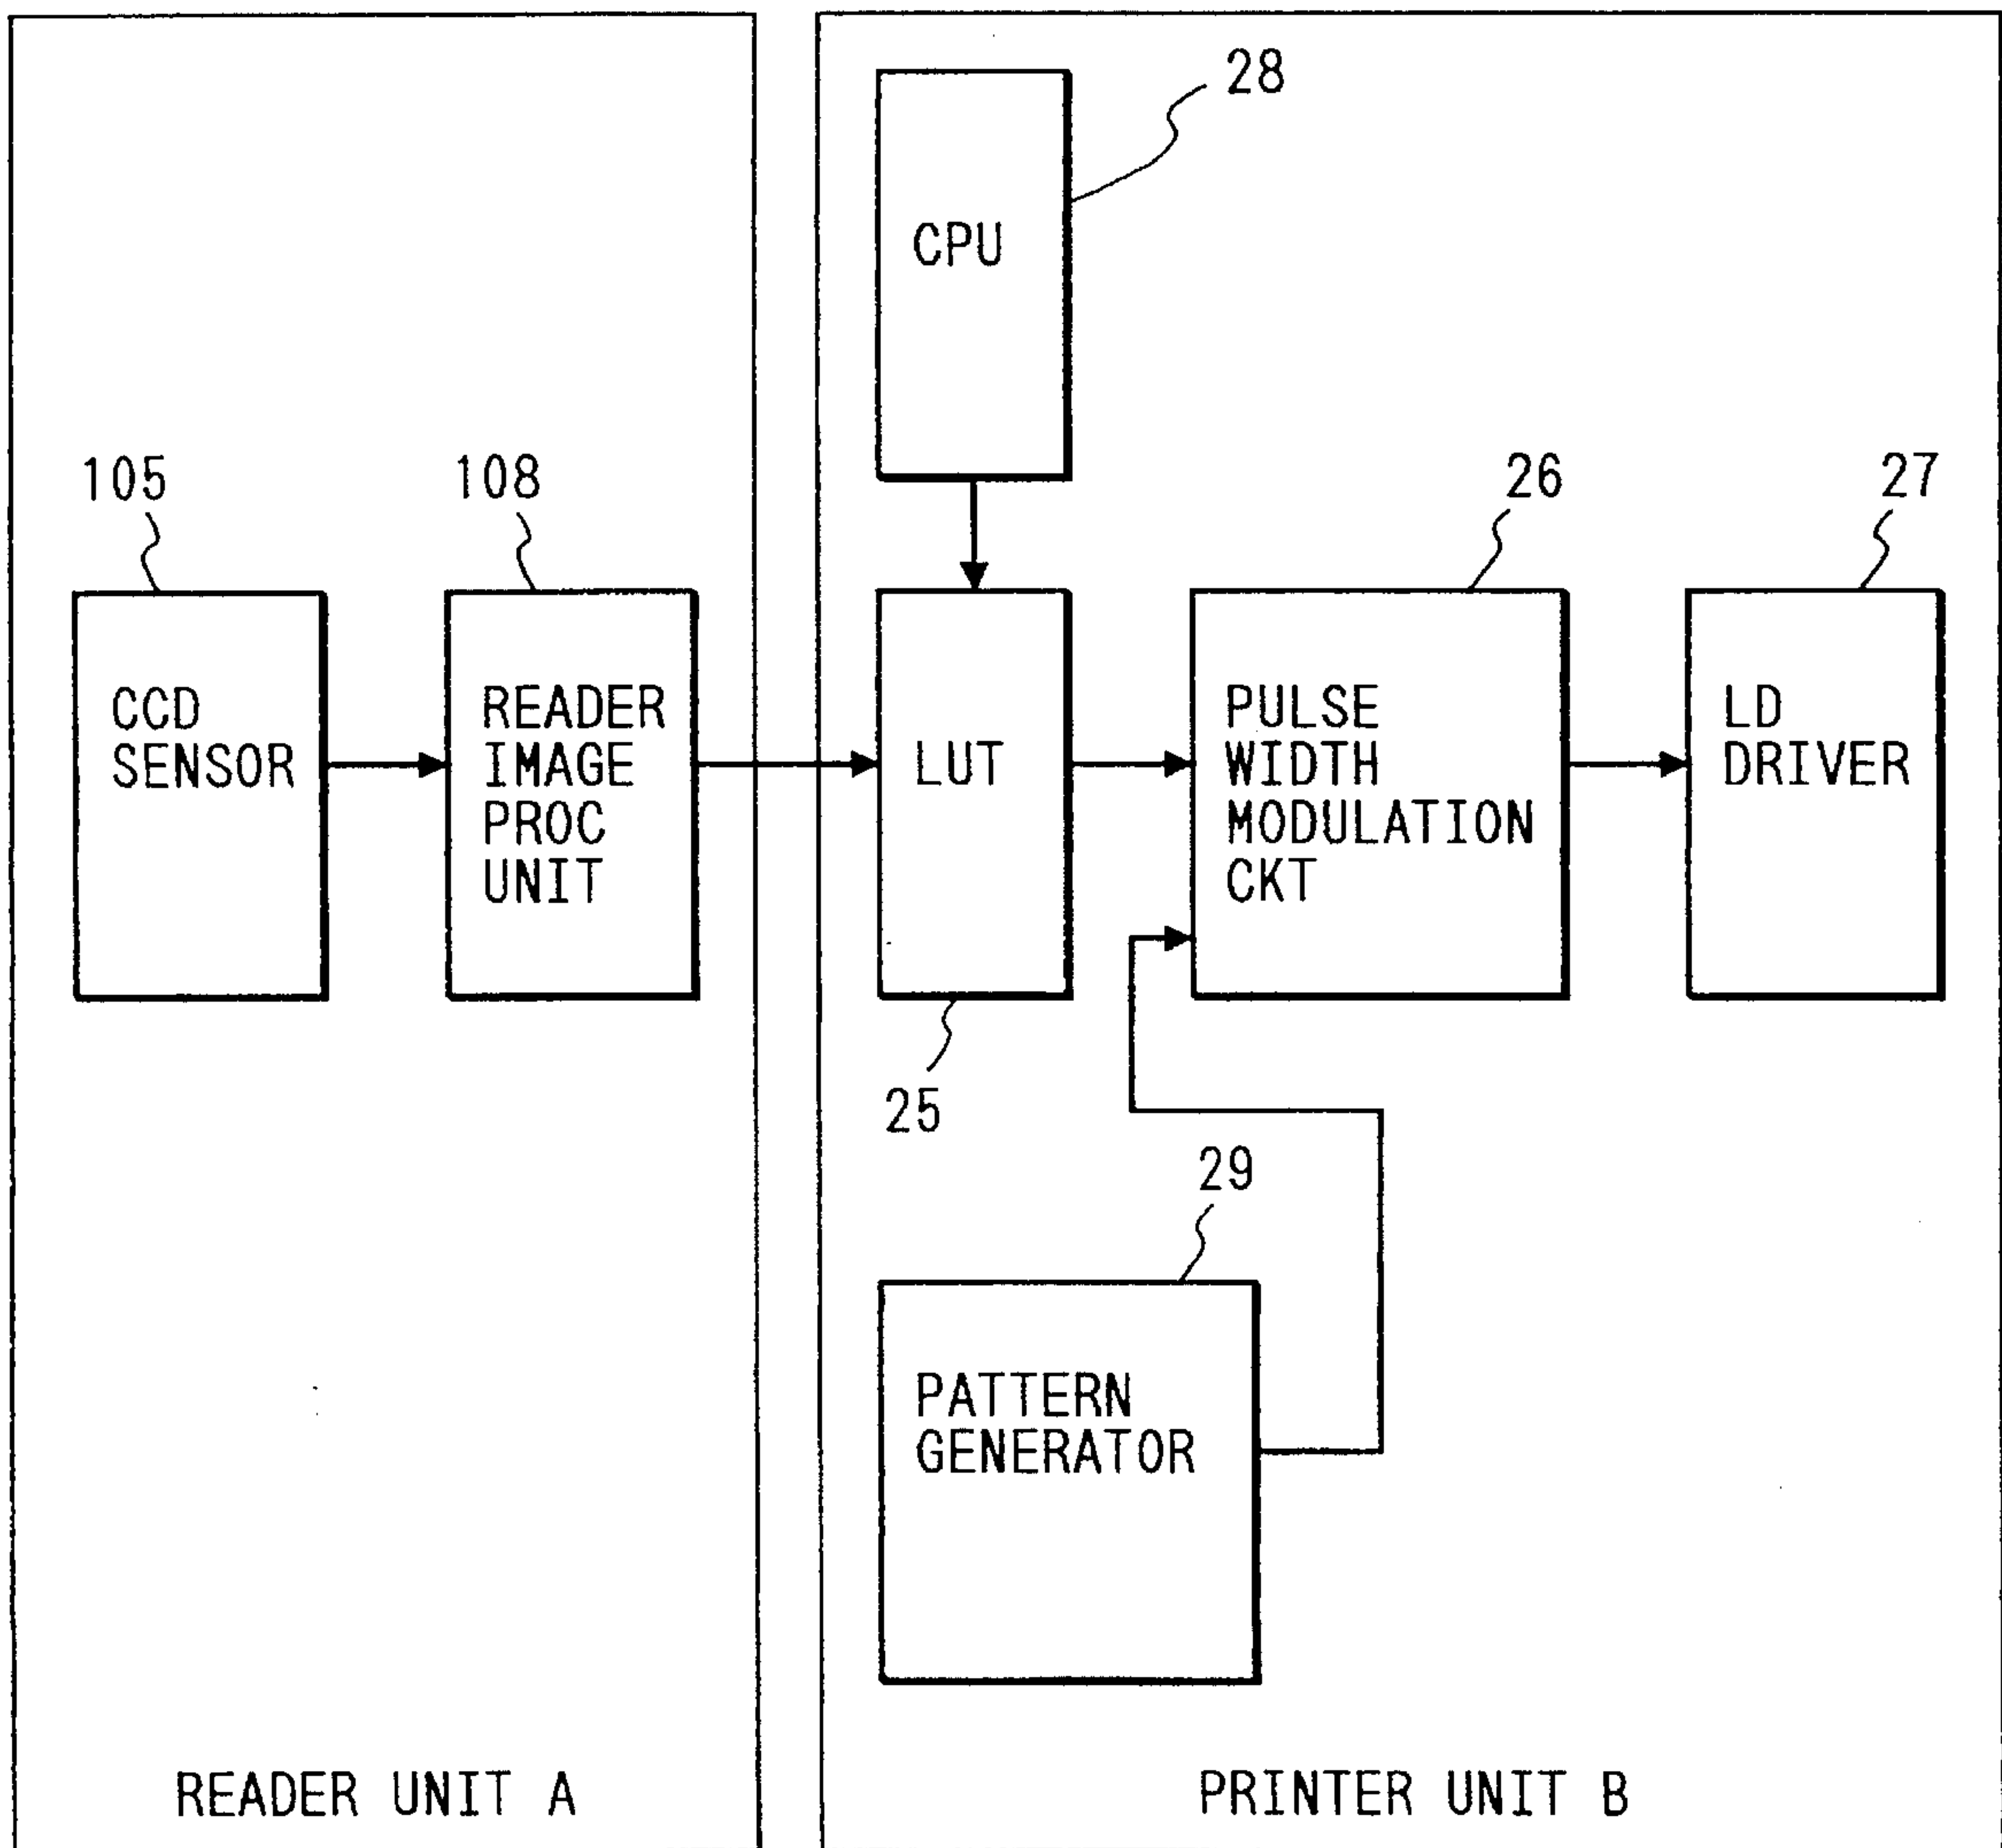 28
CPU
105
108
26
27
CCD
SENSOR
READER
IMAGE
PROC
UNIT
LUT
PULSE
WIDTH
MODULATION
CKT
LD
DRIVER
25
29
PATTERN
GENERATOR
READER UNIT A
PRINTER UNIT B